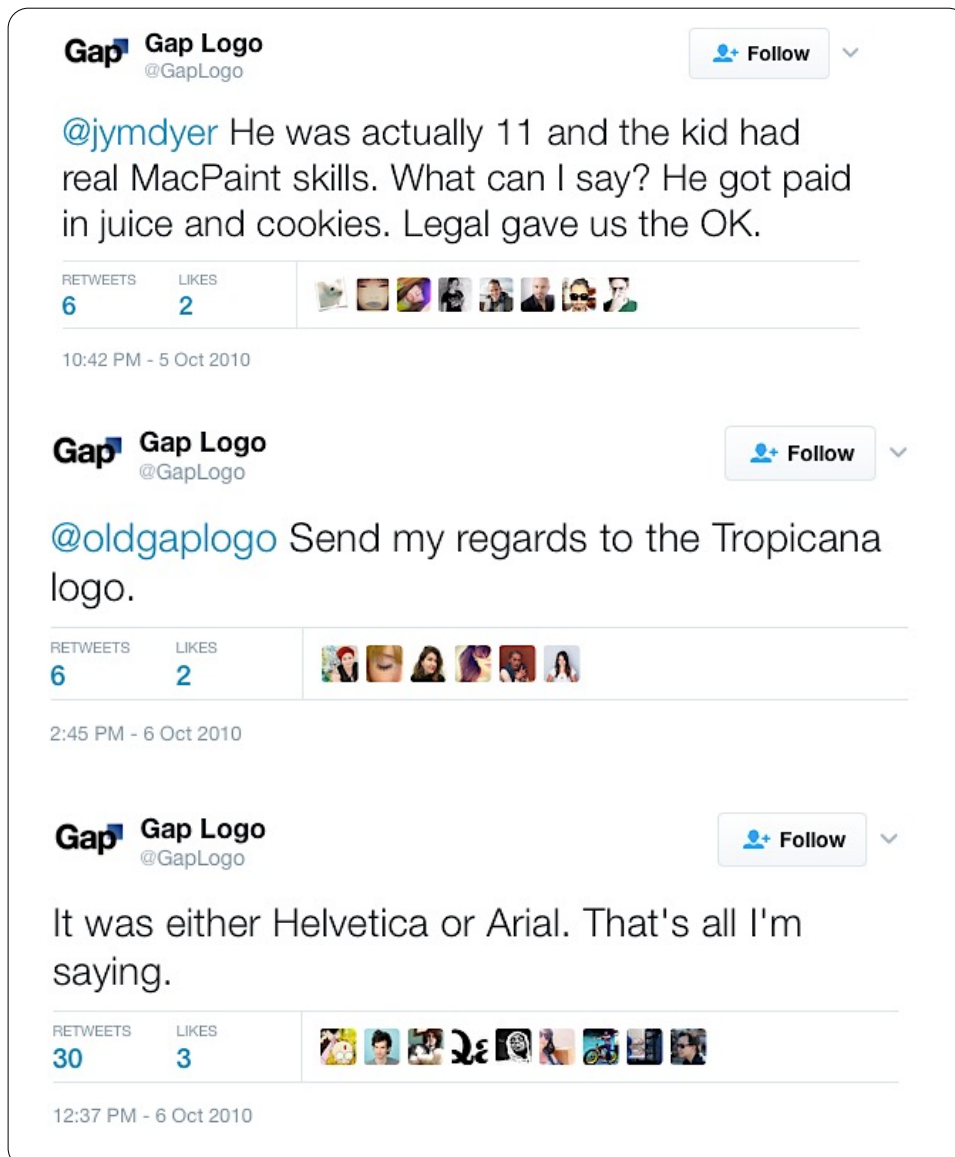 Gap Gap Logo
@GapLogo
Follow
@jymdyer He was actually 11 and the kid had
real MacPaint skills. What can I say? He got paid
in juice and cookies. Legal gave us the OK.
RETWEETS LIKES
6 2
10:42 PM - 5 Oct 2010
Gap Gap Logo
@GapLogo
Follow
@oldgaplogo Send my regards to the Tropicana
logo.
RETWEETS LIKES
6 2
2:45 PM - 6 Oct 2010
Gap Gap Logo
@GapLogo
Follow
It was either Helvetica or Arial. That's all I'm
saying.
RETWEETS LIKES
30 3
12:37 PM - 6 Oct 2010